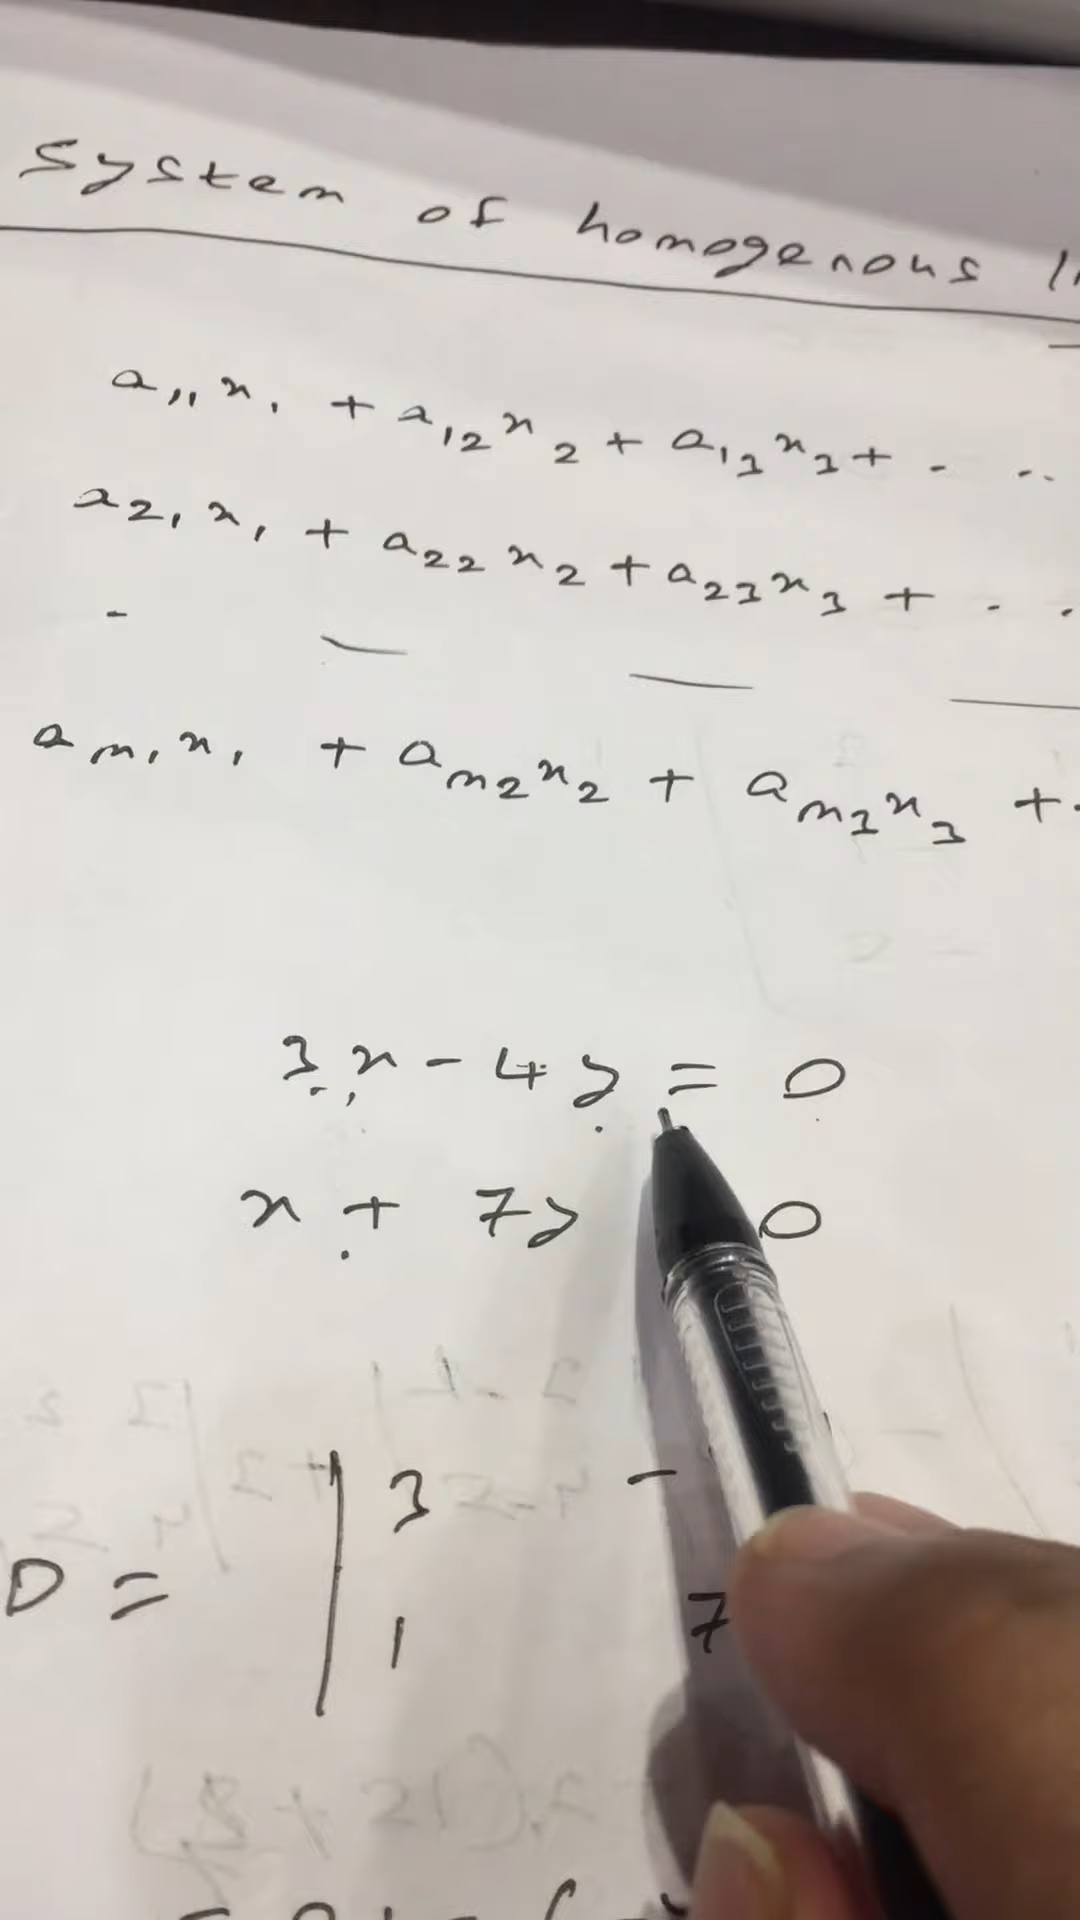 System of homogenous
a₁₁x₁ + a₁₂x₂ + a₁₃x₃ + - ..
a₂₁x₁ + a₂₂x₂ + a₂₃x₃ + - .
aₘ₁x₁ + aₘ₂x₂ + aₘ₃x₃ +
3x - 4y = 0
x + 7y 0
D = | 3 -
1 7